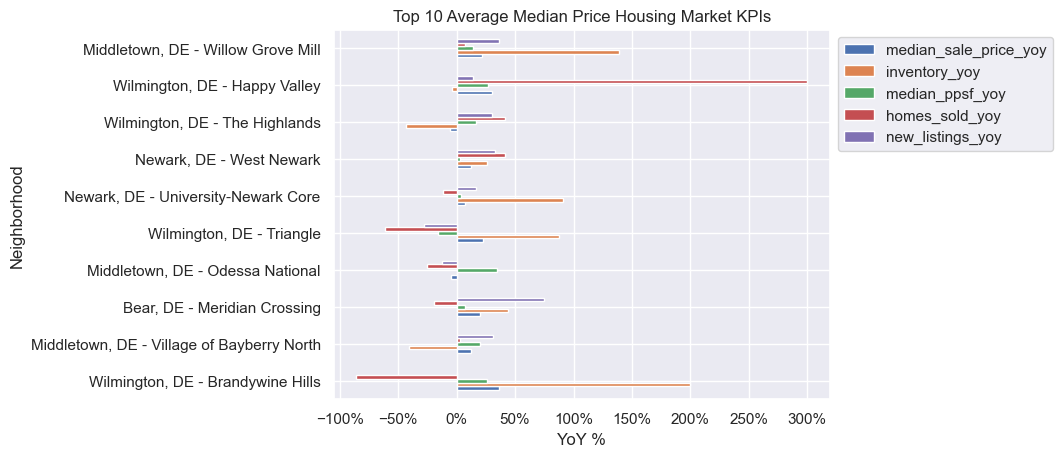 Top 10 Average Median Price Housing Market KPIs
Middletown, DE - Willow Grove Mill
Wilmington, DE - Happy Valley
Wilmington, DE - The Highlands
Newark, DE - West Newark
Newark, DE - University-Newark Core
Wilmington, DE - Triangle
Middletown, DE - Odessa National
Bear, DE - Meridian Crossing
Middletown, DE - Village of Bayberry North
Wilmington, DE - Brandywine Hills
Neighborhood
−100% −50% 0% 50% 100% 150% 200% 250% 300%
YoY %
median_sale_price_yoy
inventory_yoy
median_ppsf_yoy
homes_sold_yoy
new_listings_yoy